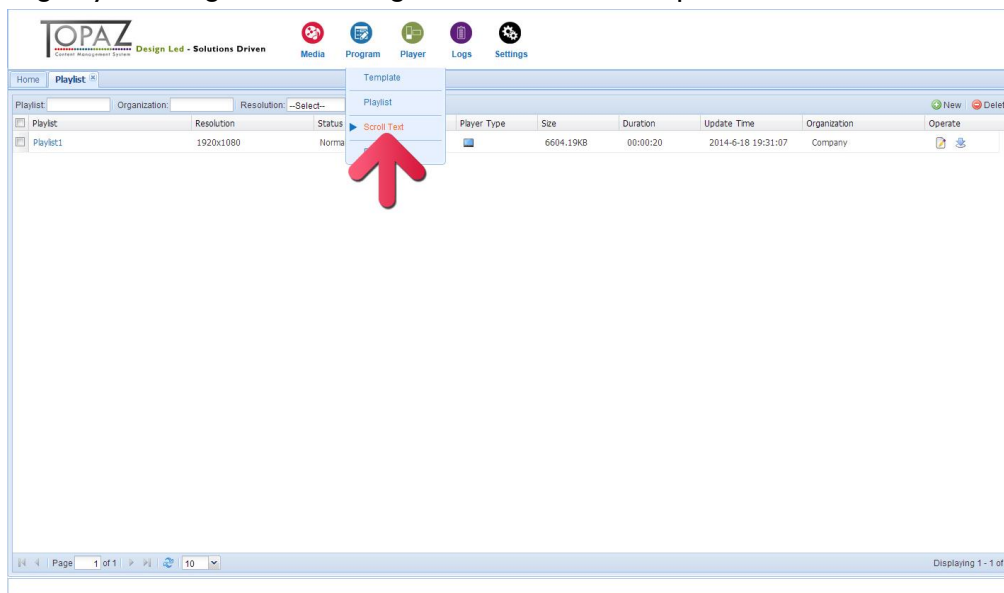 TOPAZ
Content Management System
Design Led - Solutions Driven
Media Program Player Logs Settings
Home Playlist
Template
Playlist
Scroll Text
Playlist: Organization: Resolution: --Select-- New Delet
Playlist Resolution Status Player Type Size Duration Update Time Organization Operate
Playlist1 1920x1080 Norma 6604.19KB 00:00:20 2014-6-18 19:31:07 Company
Page 1 of 1 10 Displaying 1 - 1 of